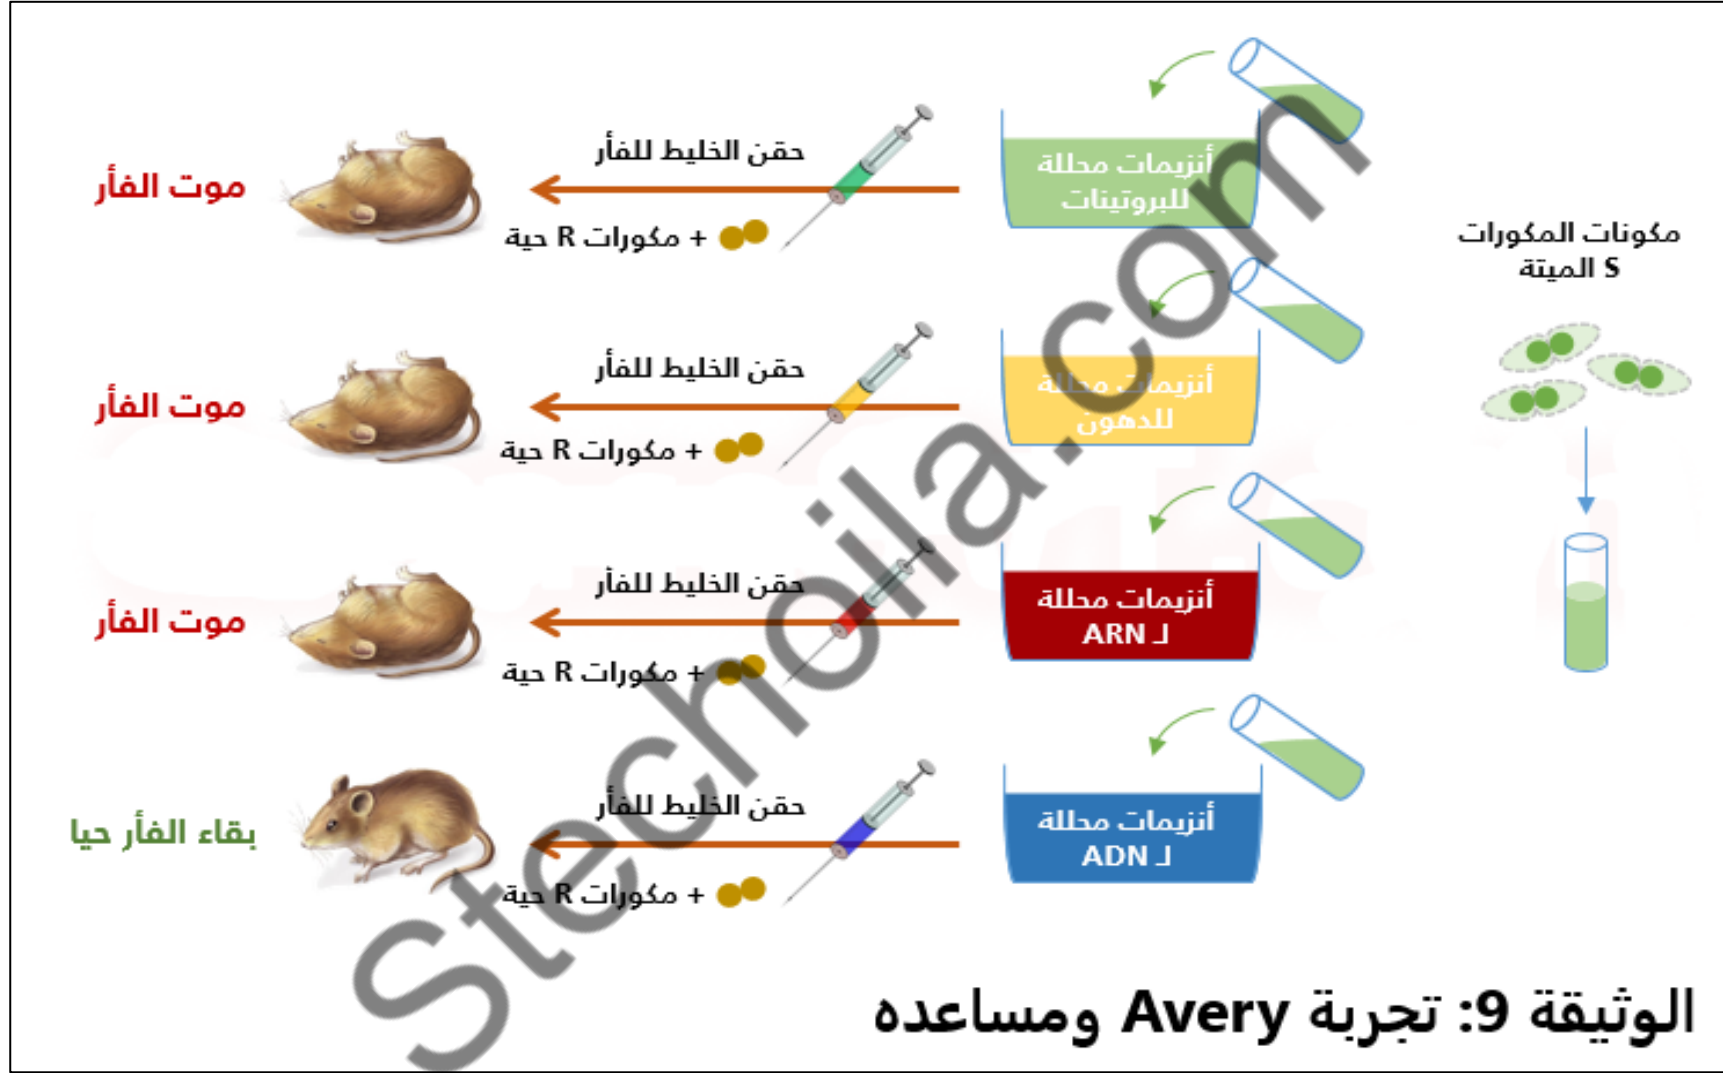 مكونات المكورات
S الميتة
أنزيمات محللة
للبروتينات
حقن الخليط للفأر
+ مكورات R حية
موت الفأر
أنزيمات محللة
للدهون
حقن الخليط للفأر
+ مكورات R حية
موت الفأر
أنزيمات محللة
لـ ARN
حقن الخليط للفأر
+ مكورات R حية
موت الفأر
أنزيمات محللة
لـ ADN
حقن الخليط للفأر
+ مكورات R حية
بقاء الفأر حيا
الوثيقة 9: تجربة Avery ومساعده
Stechoila.com